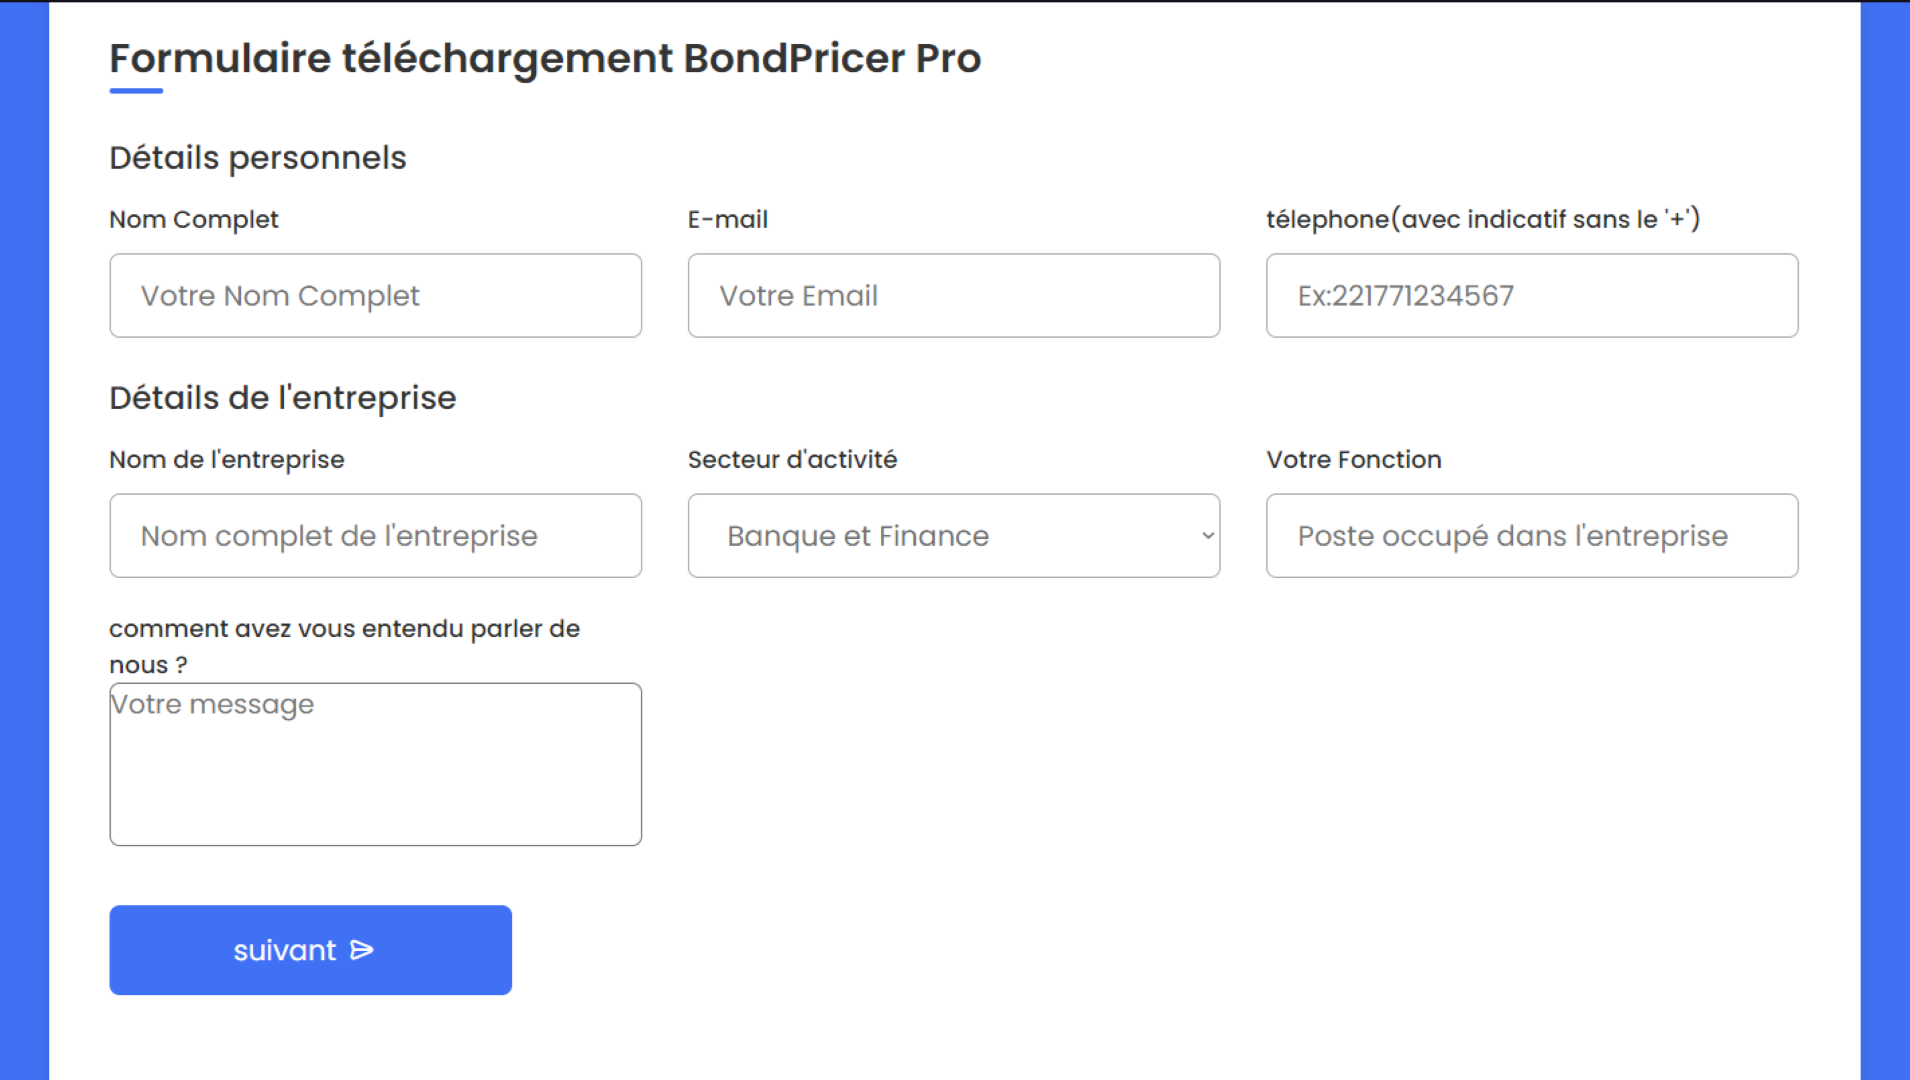 Formulaire téléchargement BondPricer Pro
Détails personnels
Nom Complet
E-mail
télephone(avec indicatif sans le '+')
Votre Nom Complet
Votre Email
Ex:221771234567
Détails de l'entreprise
Nom de l'entreprise
Secteur d'activité
Votre Fonction
Nom complet de l'entreprise
Banque et Finance
Poste occupé dans l'entreprise
comment avez vous entendu parler de
nous ?
Votre message
suivant